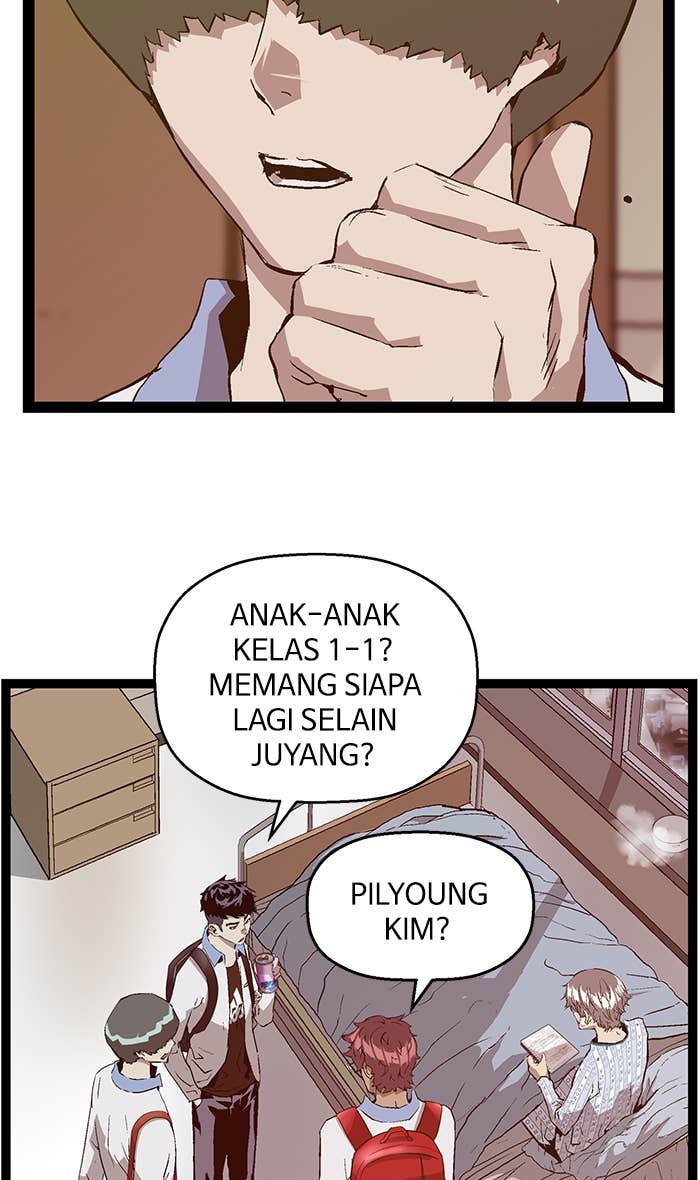 ANAK-ANAK
KELAS 1-1?
MEMANG SIAPA
LAGI SELAIN
JUYANG?
PILYOUNG
KIM?